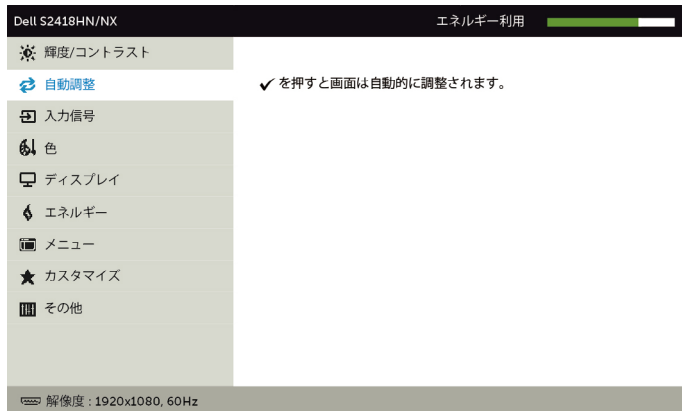 Dell S2418HN/NX エネルギー利用
輝度/コントラスト
自動調整
✓ を押すと画面は自動的に調整されます。
入力信号
色
ディスプレイ
エネルギー
メニュー
カスタマイズ
その他
解像度 : 1920x1080, 60Hz